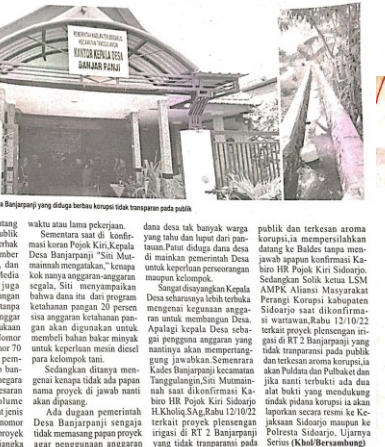 PEMERINTAH KABUPATEN SIDOARJO
KECAMATAN TANGGULANGIN
KANTOR KEPALA DESA
BANJAR PANJI
a Banjarpanji yang diduga berbau korupsi tidak transparan pada publik
tang
ublik
erhak
mber
Media
juga
ngan
tang
nggar
ukaan
omor
or 70
pem-
ban-
egara
saran
olume
at jenis
nomor
proyek
waktu atau lama pekerjaan.
Sementara saat di konfir-
masi koran Pojok Kiri,Kepala
Desa Banjarpanji "Siti Mut-
mainnah mengatakan," kenapa
kok nanya anggaran-anggaran
segala, Siti menyampaikan
bahwa dana itu dari program
ketahanan pangan 20 persen
sisa anggaran ketahanan pan-
gan akan digunakan untuk
membeli bahan bakar minyak
untuk keperluan mesin diesel
para kelompok tani.
Sedangkan ditanya men-
genai kenapa tidak ada papan
nama proyek di jawab nanti
akan dipasang.
Ada dugaan pemerintah
Desa Banjarpanji sengaja
tidak memasang papan proyek
agar penggunaan anggaran
dana desa tak banyak warga
yang tahu dan luput dari pan-
tauan. Patut diduga dana desa
di mainkan pemerintah Desa
untuk keperluan perseorangan
maupun kelompok.
Sangat disayangkan Kepala
Desa seharusnya lebih terbuka
mengenai kegunaan angga-
ran untuk membangun Desa.
Apalagi kepala Desa seba-
gai pengguna anggaran yang
nantinya akan mempertang-
gung jawabkan.Semenrara
Kades Banjarpanji kecamatan
Tanggulangin,Siti Mutmain-
nah saat dikonfirmasi Ka-
biro HR Pojok Kiri Sidoarjo
H.Kholiq.SAg,Rabu 12/10/22
terkait proyek plensengan
irigasi di RT 2 Banjarpanji
yang tidak transparansi pada
publik dan terkesan aroma
korupsi,ia mempersilahkan
datang ke Baldes tanpa men-
jawab apapun konfirmasi Ka-
biro HR Pojok Kiri Sidoarjo.
Sedangkan Solik ketua LSM
AMPK Aliansi Masyarakat
Perangi Korupsi kabupaten
Sidoarjo saat dikonfirma-
si wartawan,Rabu 12/10/22
terkait proyek plensengan iri-
gasi di RT 2 Banjarpanji yang
tidak tranparansi pada publik
dan terkesan aroma korupsi,ia
akan Puldata dan Pulbaket dan
jika nanti terbukti ada dua
alat bukti yang mendukung
tindak pidana korupsi ia akan
laporkan secara resmi ke Ke-
jaksaan Sidoarjo maupun ke
Polresta Sidoarjo, Ujarnya
Serius (Khol/Bersambung)